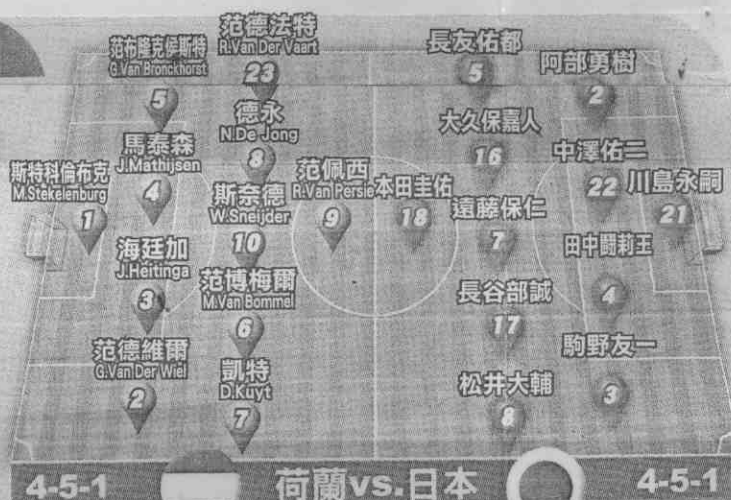 范布隆克侯斯特
G.Van Bronckhorst
5
范德法特
R.Van Der Vaart
23
馬泰森
J.Mathijsen
4
德永
N.De Jong
8
斯特科倫布克
M.Stekelenburg
1
斯奈德
W.Sneijder
10
范佩西
R.Van Persie
9
海廷加
J.Heitinga
3
范博梅爾
M.Van Bommel
6
范德維爾
G.Van Der Wiel
2
凱特
D.Kuyt
7
長友佑都
5
阿部勇樹
2
大久保嘉人
16
中澤佑二
22
本田圭佑
18
遠藤保仁
7
川島永嗣
21
田中鬪莉王
4
長谷部誠
17
駒野友一
3
松井大輔
8
4-5-1
荷蘭vs.日本
4-5-1